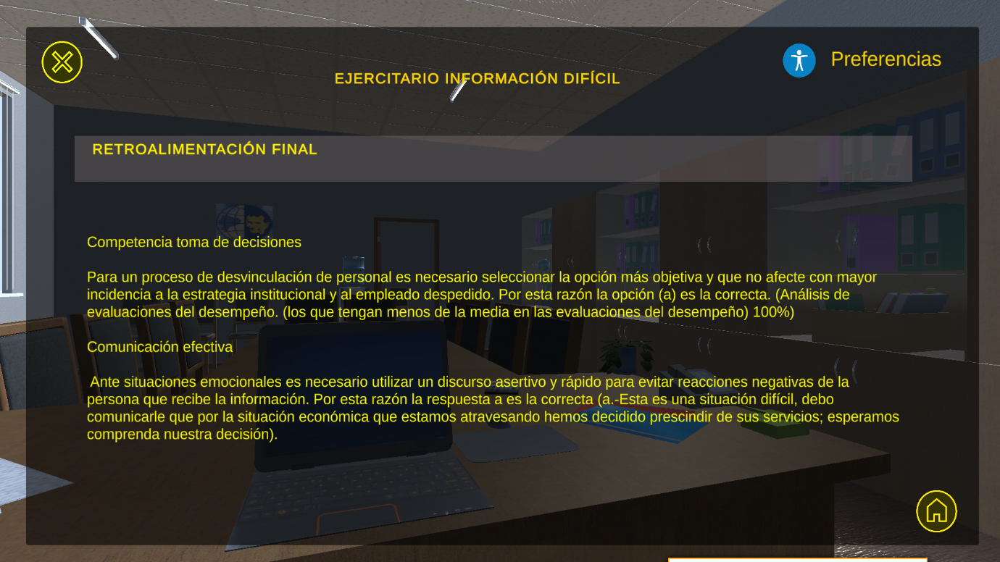 Preferencias
EJERCITARIO INFORMACIÓN DIFÍCIL
RETROALIMENTACIÓN FINAL
Competencia toma de decisiones
Para un proceso de desvinculación de personal es necesario seleccionar la opción más objetiva y que no afecte con mayor
incidencia a la estrategia institucional y al empleado despedido. Por esta razón la opción (a) es la correcta. (Análisis de
evaluaciones del desempeño. (los que tengan menos de la media en las evaluaciones del desempeño) 100%)
Comunicación efectiva
Ante situaciones emocionales es necesario utilizar un discurso asertivo y rápido para evitar reacciones negativas de la
persona que recibe la información. Por esta razón la respuesta a es la correcta (a.-Esta es una situación difícil, debo
comunicarle que por la situación económica que estamos atravesando hemos decidido prescindir de sus servicios; esperamos
comprenda nuestra decisión).